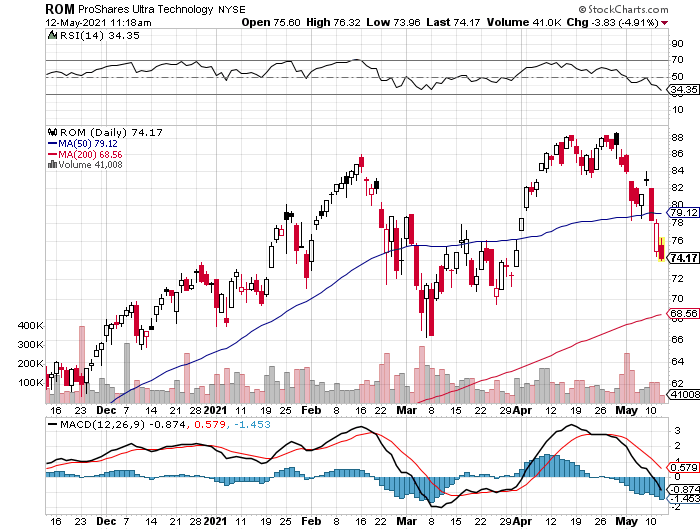 ROM ProShares Ultra Technology NYSE
© StockCharts.com
12-May-2021 11:18am
Open 75.60 High 76.32 Low 73.96 Last 74.17 Volume 41.0K Chg -3.83 (-4.91%)
RSI(14) 34.35
90
70
50
34.35
30
10
ROM (Daily) 74.17
MA(50) 79.12
MA(200) 68.56
Volume 41,008
88
86
84
82
80
79.12
78
76
74.17
72
70
68.56
66
64
62
60
400K
300K
200K
100K
41008
16 23 Dec 7 14 21 28 2021 11 19 25 Feb 8 16 22 Mar 8 15 22 29 Apr 12 19 26 May 10
MACD(12,26,9) -0.874, 0.579, -1.453
3
2
1
0.579
-0.874
-1.453
-2
16 23 Dec 7 14 21 28 2021 11 19 25 Feb 8 16 22 Mar 8 15 22 29 Apr 12 19 26 May 10